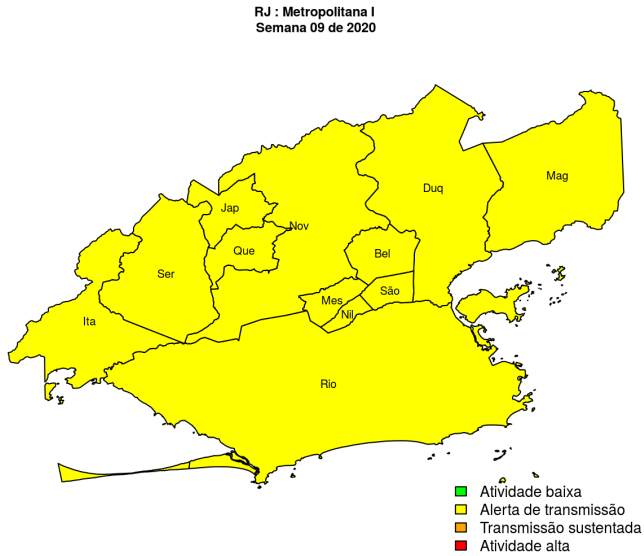 RJ : Metropolitana I
Semana 09 de 2020
Mag
Duq
Jap
Nov
Que
Bel
Ser
São
Mes
Nil
Ita
Rio
Atividade baixa
Alerta de transmissão
Transmissão sustentada
Atividade alta